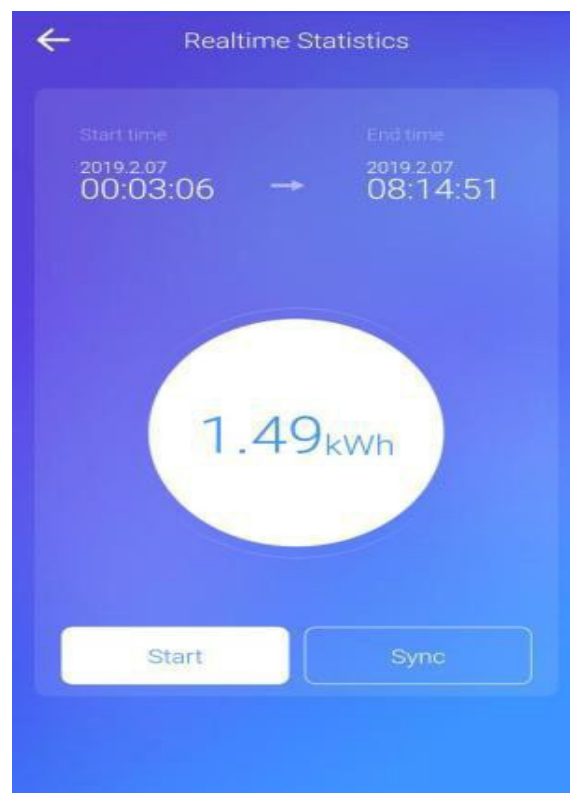 Realtime Statistics
Start time End time
2019.2.07 2019.2.07
00:03:06 08:14:51
1.49kWh
Start Sync